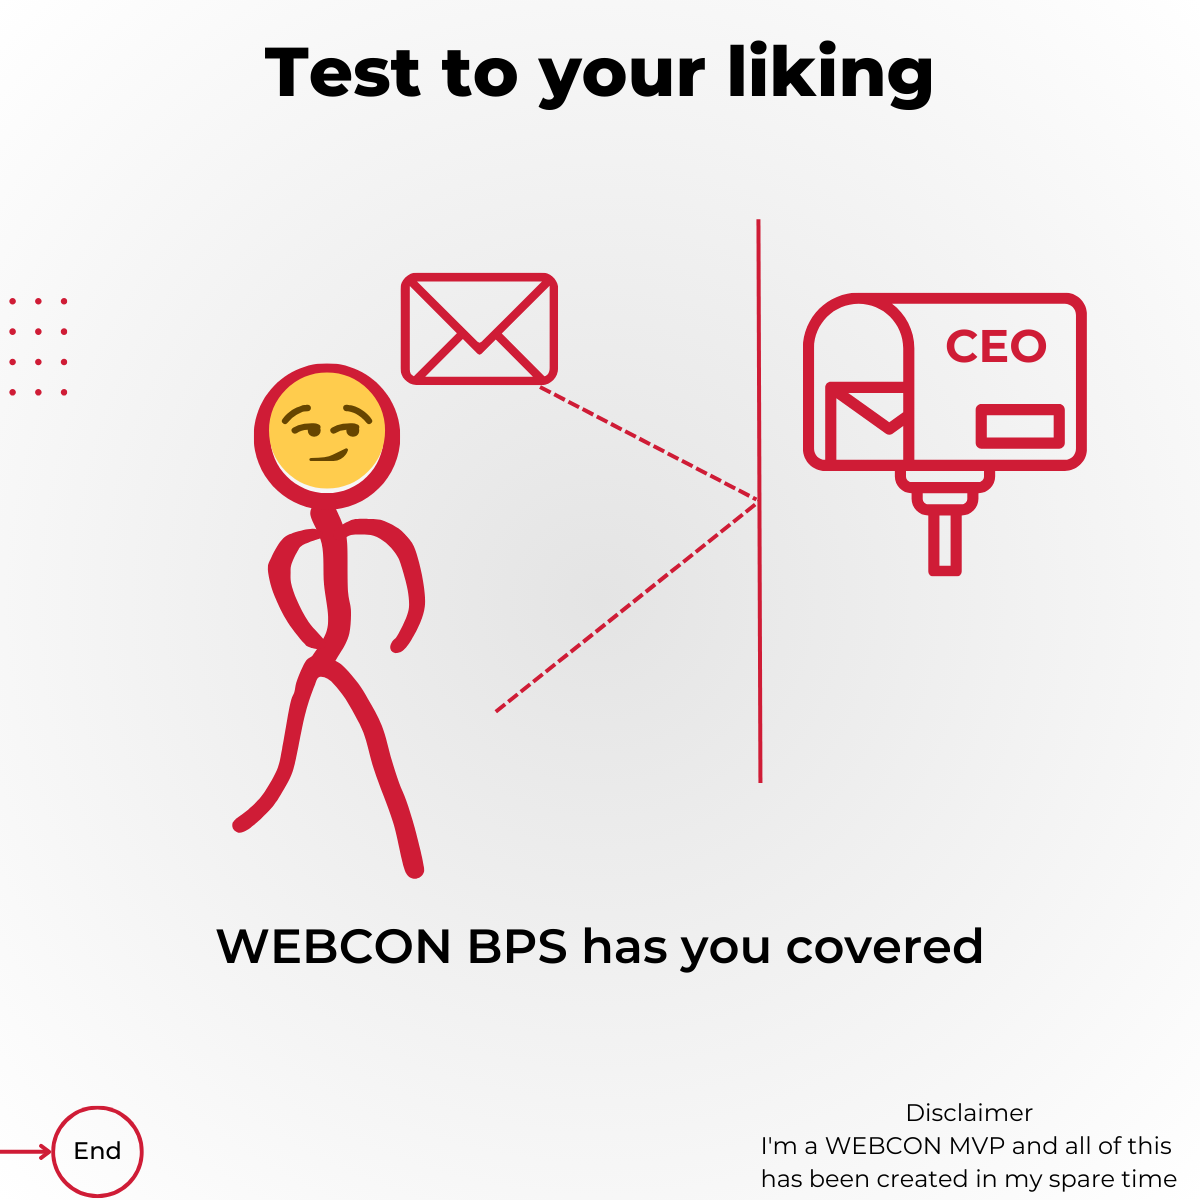 Test to your liking
CEO
WEBCON BPS has you covered
End
Disclaimer
I'm a WEBCON MVP and all of this
has been created in my spare time